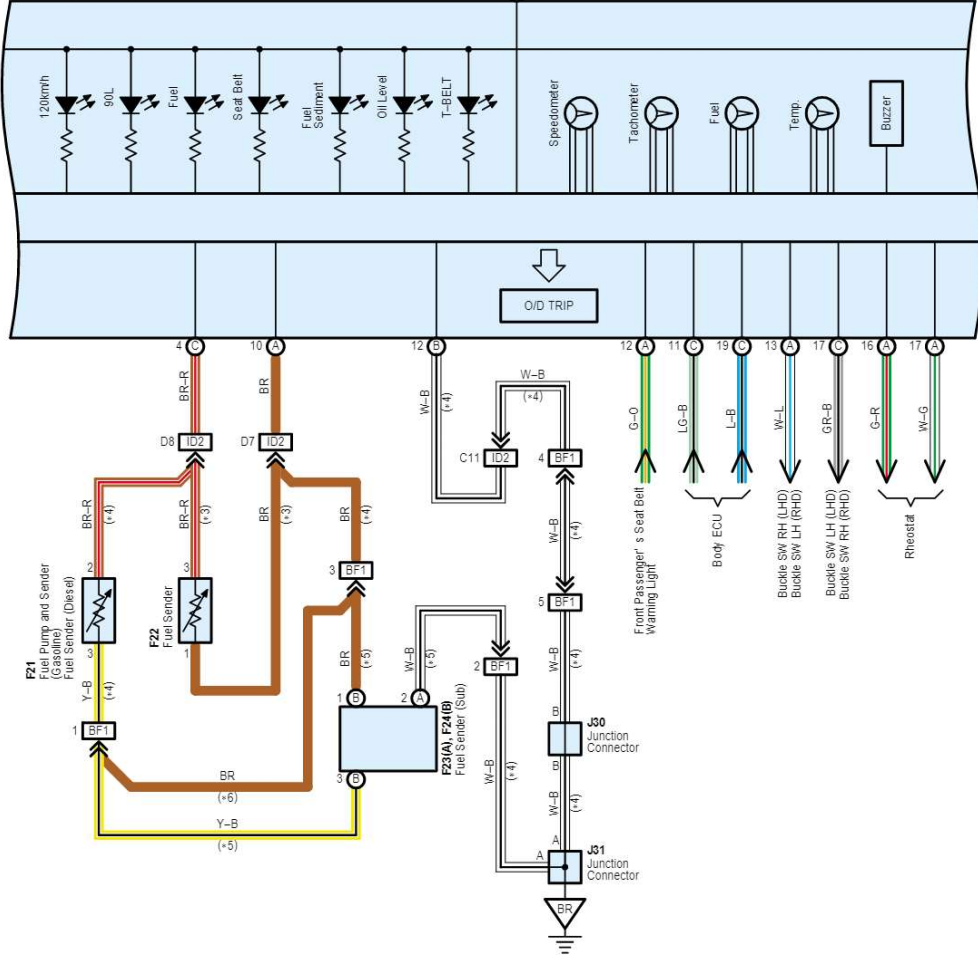 120km/h
90L
Fuel
Seat Belt
Fuel
Sediment
Oil Level
T–BELT
Speedometer
Tachometer
Fuel
Temp.
Buzzer
O/D TRIP
4 C
10 A
12 B
12 A
11 C
19 C
13 A
17 C
16 A
17 A
BR–R
BR
W–B
(*4)
W–B
(*4)
G–O
LG–B
L–B
W–L
GR–B
G–R
W–G
D8 ID2
D7 ID2
C11 ID2
4 BF1
BR–R
(*4)
BR–R
(*3)
BR
(*3)
BR
(*4)
W–B
(*4)
Front Passenger' s Seat Belt
Warning Light
Body ECU
Buckle SW RH (LHD)
Buckle SW LH (RHD)
Buckle SW LH (LHD)
Buckle SW RH (RHD)
Rheostat
2
3
3 BF1
5 BF1
F21
Fuel Pump and Sender
(Gasoline)
Fuel Sender (Diesel)
F22
Fuel Sender
3
1
Y–B
(*4)
BR
(*5)
W–B
(*5)
2 BF1
W–B
(*4)
1 B
2 A
1 BF1
F23(A), F24(B)
Fuel Sender (Sub)
B
J30
Junction
Connector
B
3 B
BR
(*6)
W–B
(*4)
W–B
(*4)
Y–B
(*5)
A
A
J31
Junction
Connector
BR